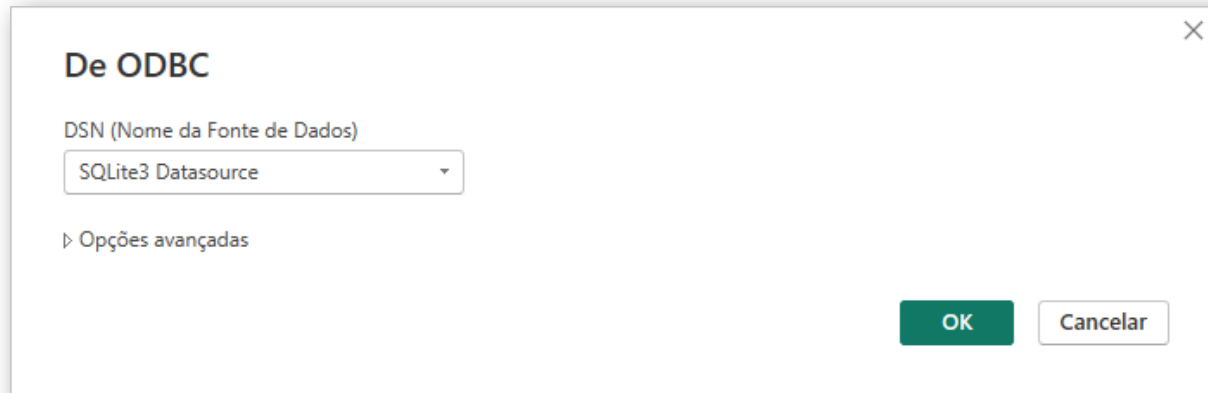 De ODBC
DSN (Nome da Fonte de Dados)
SQLite3 Datasource
Opções avançadas
OK Cancelar